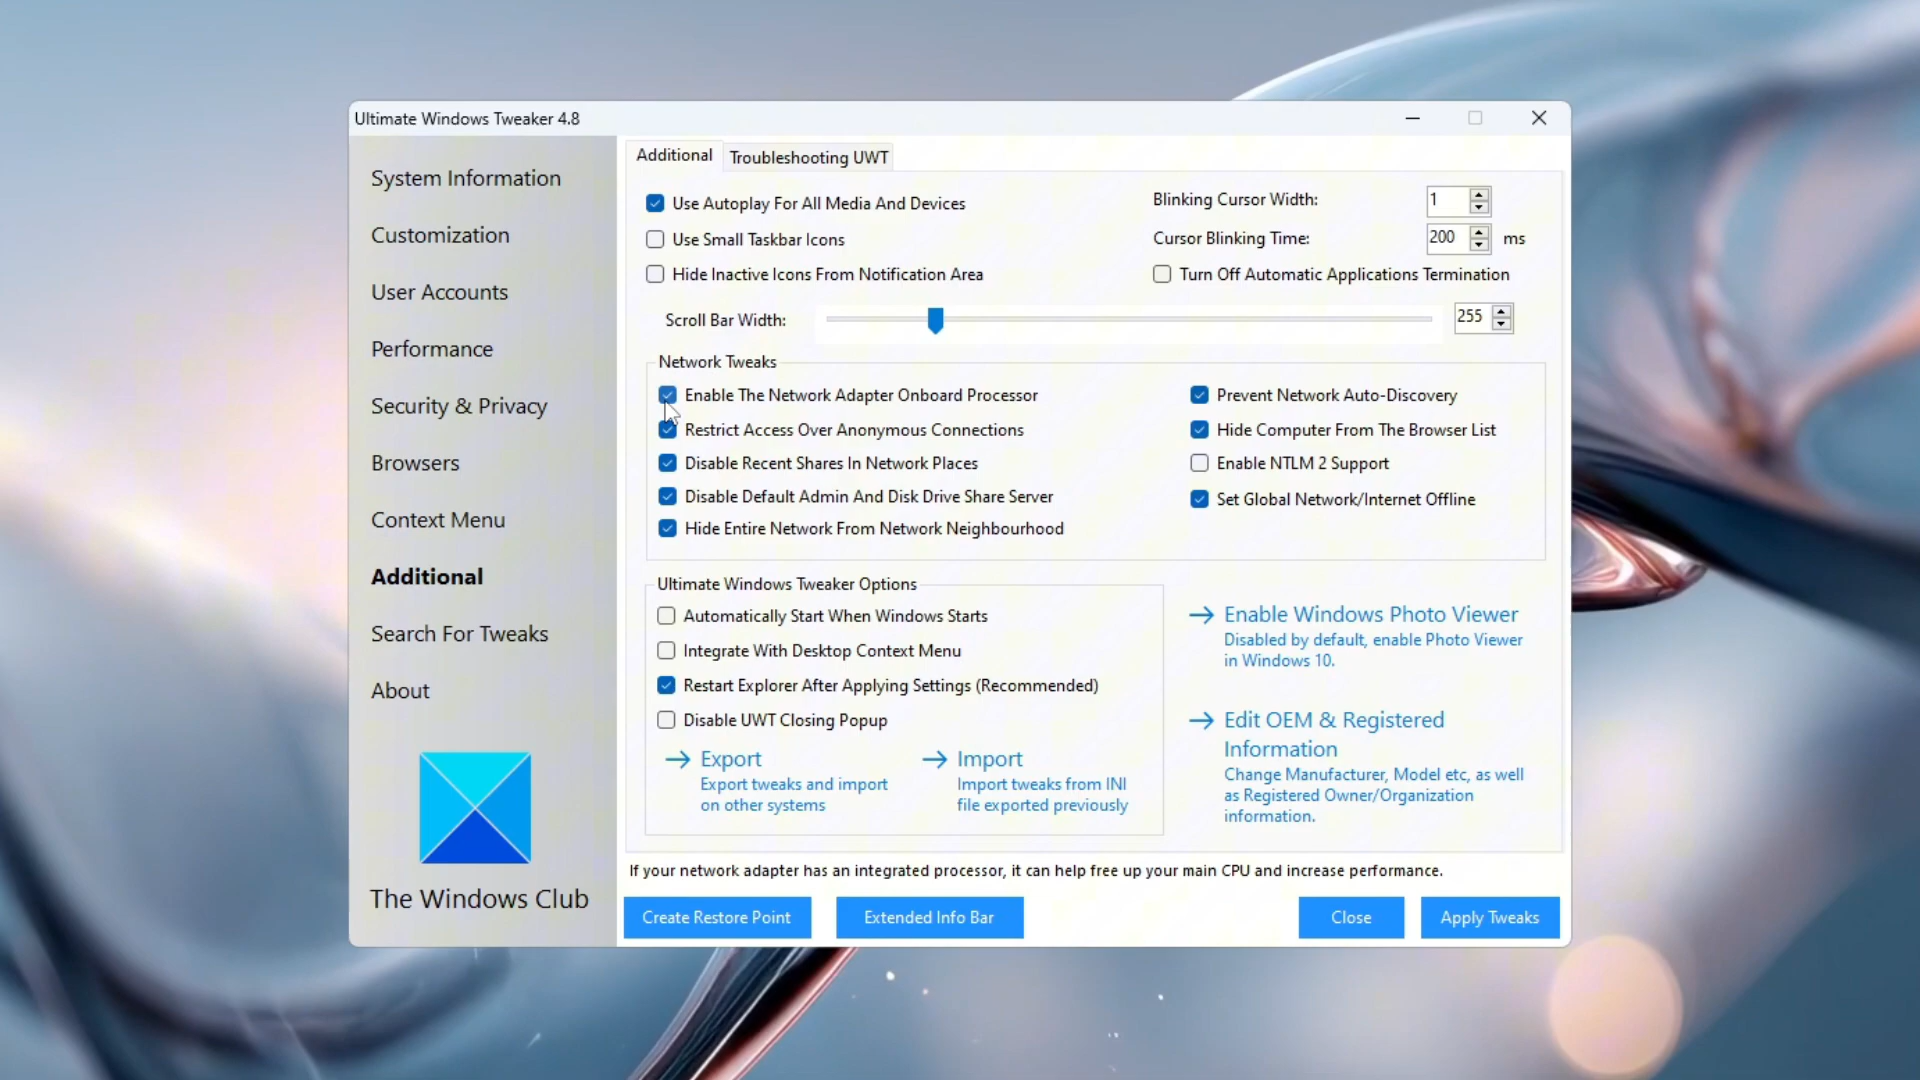 Ultimate Windows Tweaker 4.8
System Information
Customization
User Accounts
Performance
Security & Privacy
Browsers
Context Menu
Additional
Search For Tweaks
About
The Windows Club
Additional
Troubleshooting UWT
Use Autoplay For All Media And Devices
Use Small Taskbar Icons
Hide Inactive Icons From Notification Area
Blinking Cursor Width: 1
Cursor Blinking Time: 200 ms
Turn Off Automatic Applications Termination
Scroll Bar Width: 255
Network Tweaks
Enable The Network Adapter Onboard Processor
Restrict Access Over Anonymous Connections
Disable Recent Shares In Network Places
Disable Default Admin And Disk Drive Share Server
Hide Entire Network From Network Neighbourhood
Prevent Network Auto-Discovery
Hide Computer From The Browser List
Enable NTLM 2 Support
Set Global Network/Internet Offline
Ultimate Windows Tweaker Options
Automatically Start When Windows Starts
Integrate With Desktop Context Menu
Restart Explorer After Applying Settings (Recommended)
Disable UWT Closing Popup
Export
Export tweaks and import
on other systems
Import
Import tweaks from INI
file exported previously
Enable Windows Photo Viewer
Disabled by default, enable Photo Viewer
in Windows 10.
Edit OEM & Registered
Information
Change Manufacturer, Model etc, as well
as Registered Owner/Organization
information.
If your network adapter has an integrated processor, it can help free up your main CPU and increase performance.
Create Restore Point
Extended Info Bar
Close
Apply Tweaks